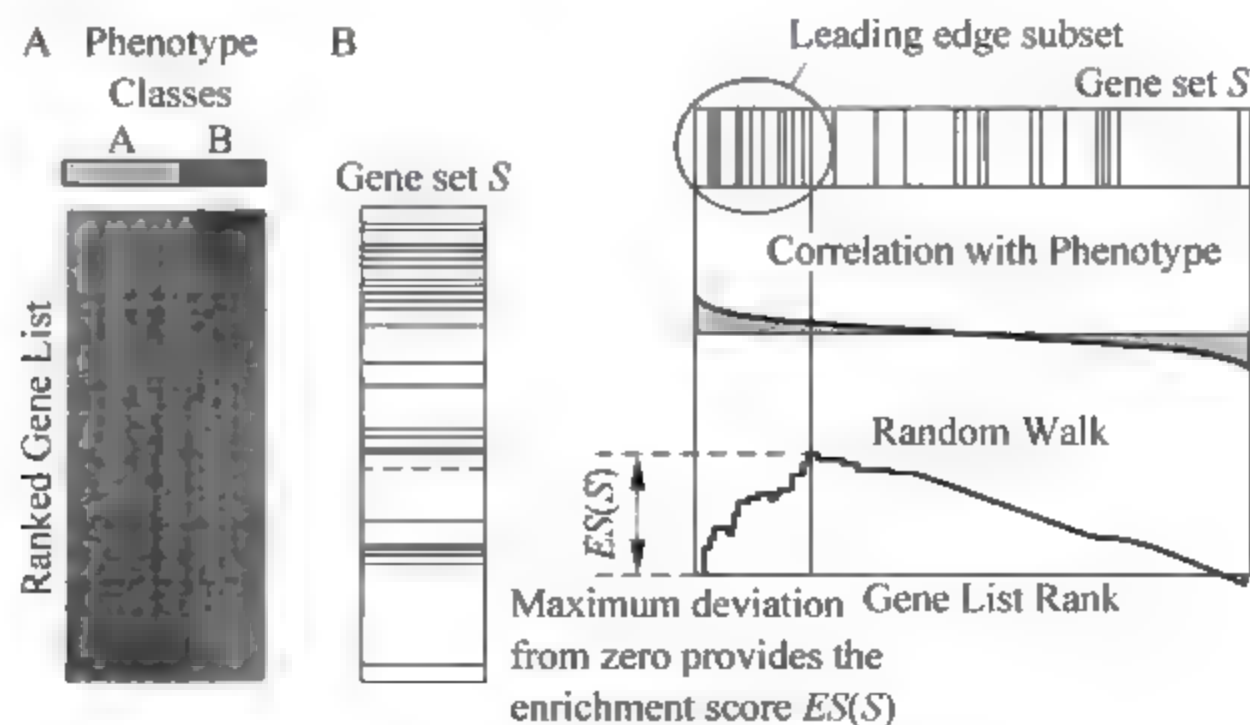 A Phenotype
Classes
A B
Ranked Gene List
B
Gene set S
Leading edge subset
Gene set S
Correlation with Phenotype
Random Walk
ES(S)
Gene List Rank
Maximum deviation
from zero provides the
enrichment score ES(S)